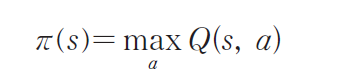 π(s)= max Q(s, a)
a